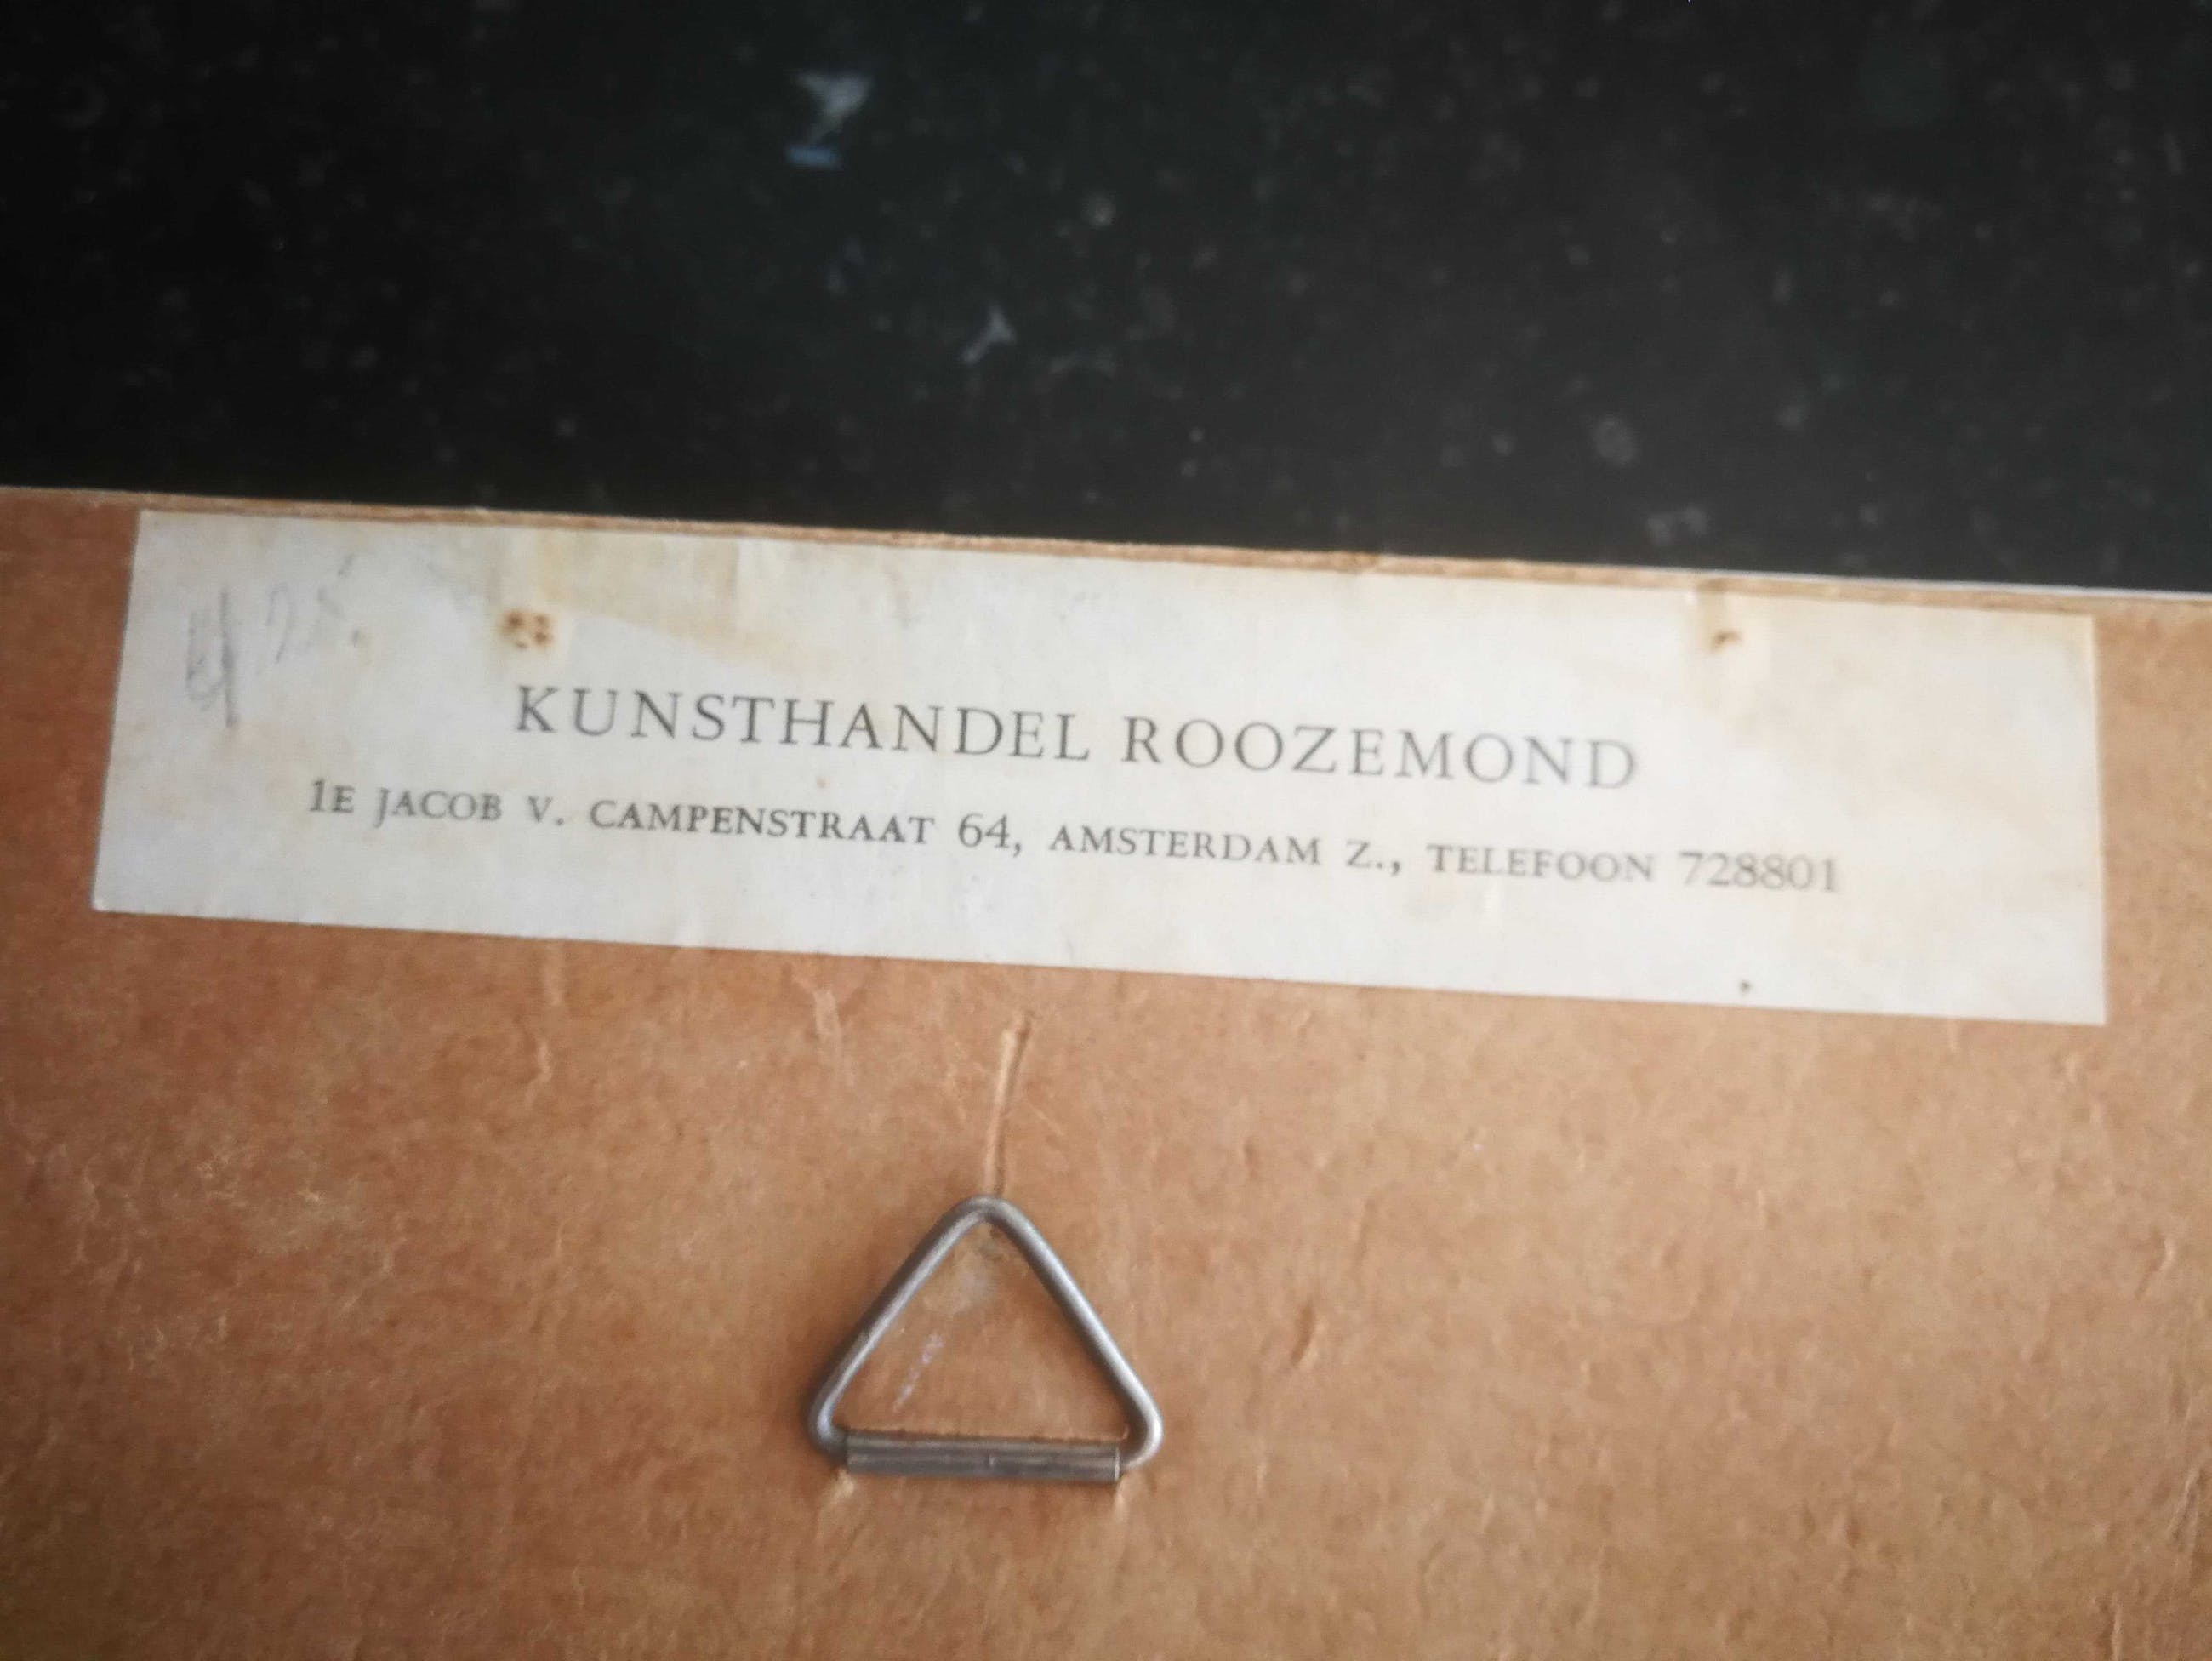 KUNSTHANDEL ROOZEMOND
1E JACOB V. CAMPENSTRAAT 64, AMSTERDAM Z., TELEFOON 728801